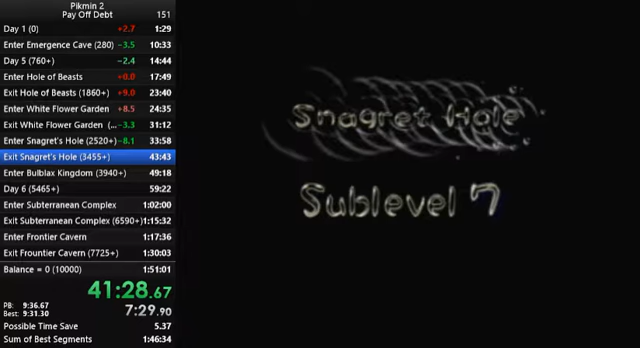 Pikmin 2
Pay Off Debt 151
Day 1 (0) +2.7 1:29
Enter Emergence Cave (280) −3.5 10:33
Day 5 (760+) −2.4 14:44
Enter Hole of Beasts +0.0 17:49
Exit Hole of Beasts (1860+) +9.0 23:40
Enter White Flower Garden +8.5 24:35
Exit White Flower Garden (... −3.3 31:12
Enter Snagret's Hole (2520+) −8.1 33:58
Exit Snagret's Hole (3455+) 43:43
Enter Bulblax Kingdom (3940+) 49:18
Day 6 (5465+) 59:22
Enter Subterranean Complex 1:02:00
Exit Subterranean Complex (6590+) 1:15:32
Enter Frontier Cavern 1:17:36
Exit Frountier Cavern (7725+) 1:30:03
Balance = 0 (10000) 1:51:01
41:28.67
PB: 9:36.67
Best: 9:31.30 7:29.90
Possible Time Save 5.37
Sum of Best Segments 1:46:34
Snagret Hole
Sublevel 7